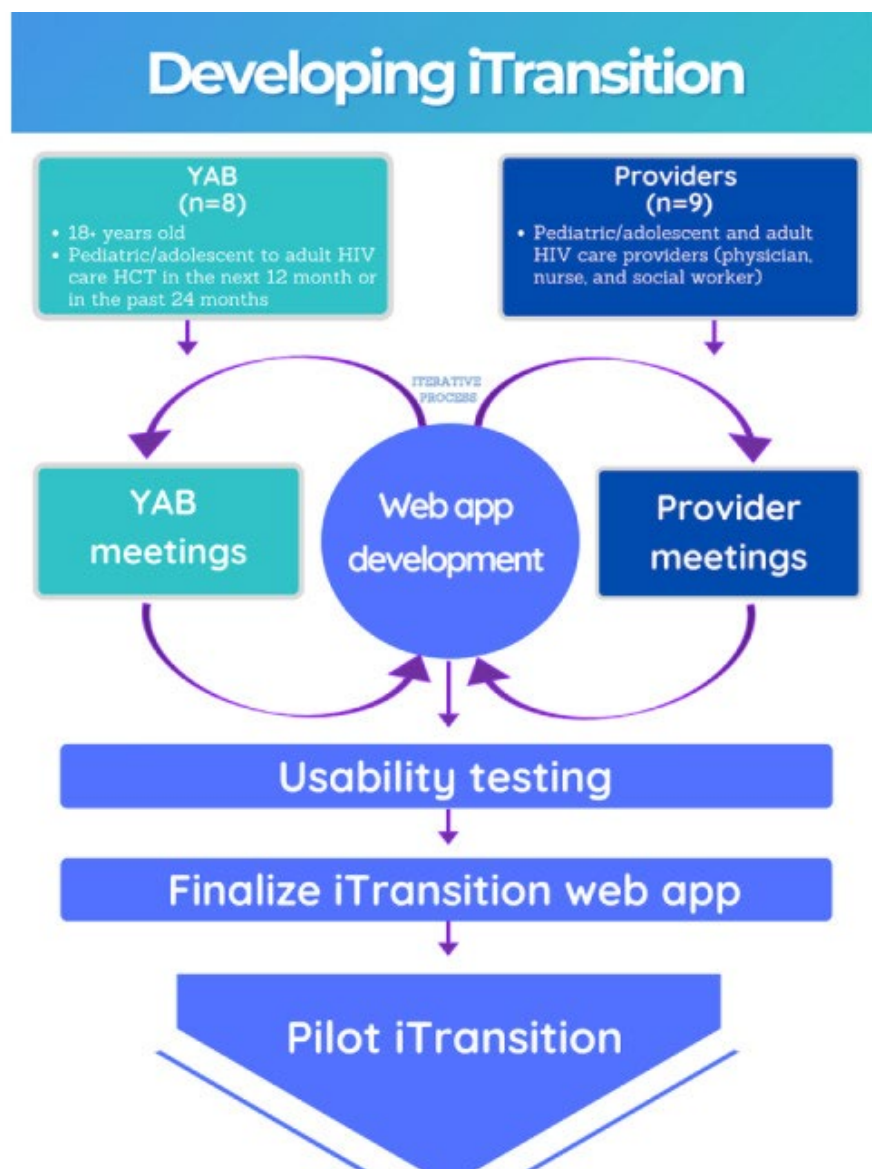 Developing iTransition
YAB
(n=8)
• 18+ years old
• Pediatric/adolescent to adult HIV
care HCT in the next 12 month or
in the past 24 months
Providers
(n=9)
• Pediatric/adolescent and adult
HIV care providers (physician,
nurse, and social worker)
ITERATIVE
PROCESS
YAB
meetings
Web app
development
Provider
meetings
Usability testing
Finalize iTransition web app
Pilot iTransition